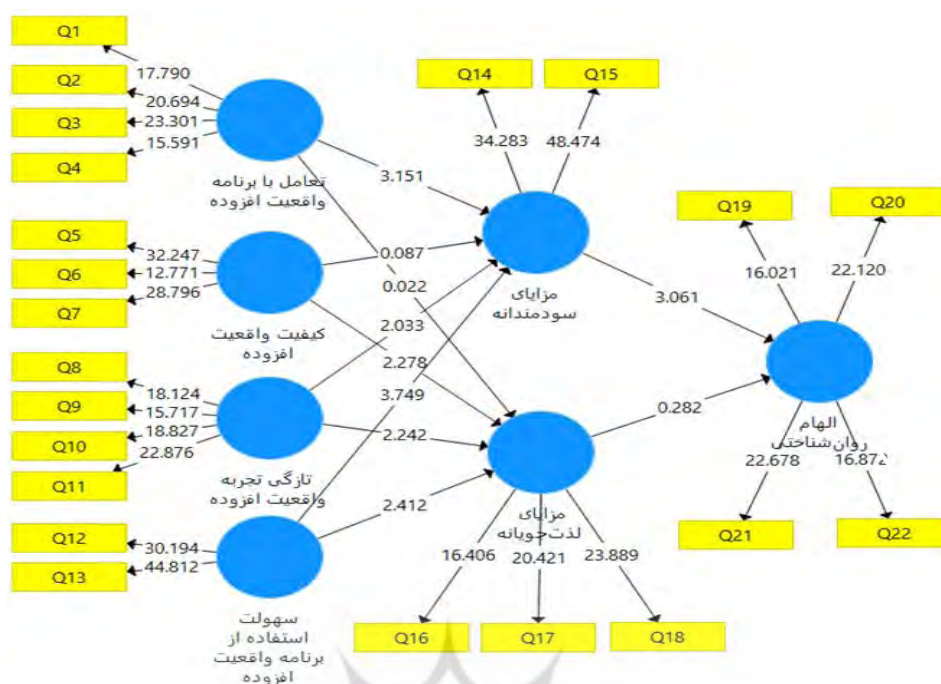 Q1
Q2
Q3
Q4
17.790
20.694
23.301
15.591
تعامل با برنامه
واقعیت افزوده
Q5
Q6
Q7
32.247
12.771
28.796
کیفیت واقعیت
افزوده
Q8
Q9
Q10
Q11
18.124
15.717
18.827
22.876
تازگی تجربه
واقعیت افزوده
Q12
Q13
30.194
44.812
سهولت
استفاده از
برنامه واقعیت
افزوده
3.151
0.087
0.022
2.033
2.278
3.749
2.242
2.412
Q14
Q15
34.283
48.474
مزایای
سودمندانه
مزایای
لذت‌جویانه
16.406
20.421
23.889
Q16
Q17
Q18
3.061
0.282
Q19
Q20
16.021
22.120
الهام
روان‌شناختی
22.678
16.872
Q21
Q22